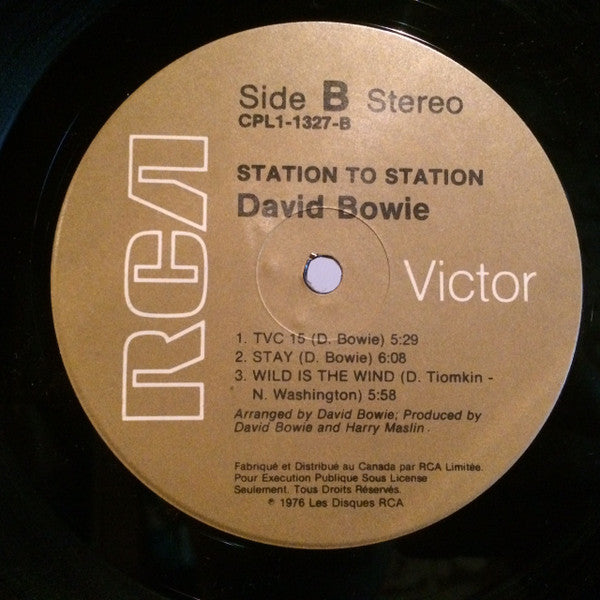 RCA
Side B Stereo
CPL1-1327-B
STATION TO STATION
David Bowie
Victor
1. TVC 15 (D. Bowie) 5:29
2. STAY (D. Bowie) 6:08
3. WILD IS THE WIND (D. Tiomkin -
N. Washington) 5:58
Arranged by David Bowie; Produced by
David Bowie and Harry Maslin.
Fabriqué et Distribué au Canada par RCA Limitée.
Pour Execution Publique Sous License
Seulement. Tous Droits Réservés.
℗ 1976 Les Disques RCA